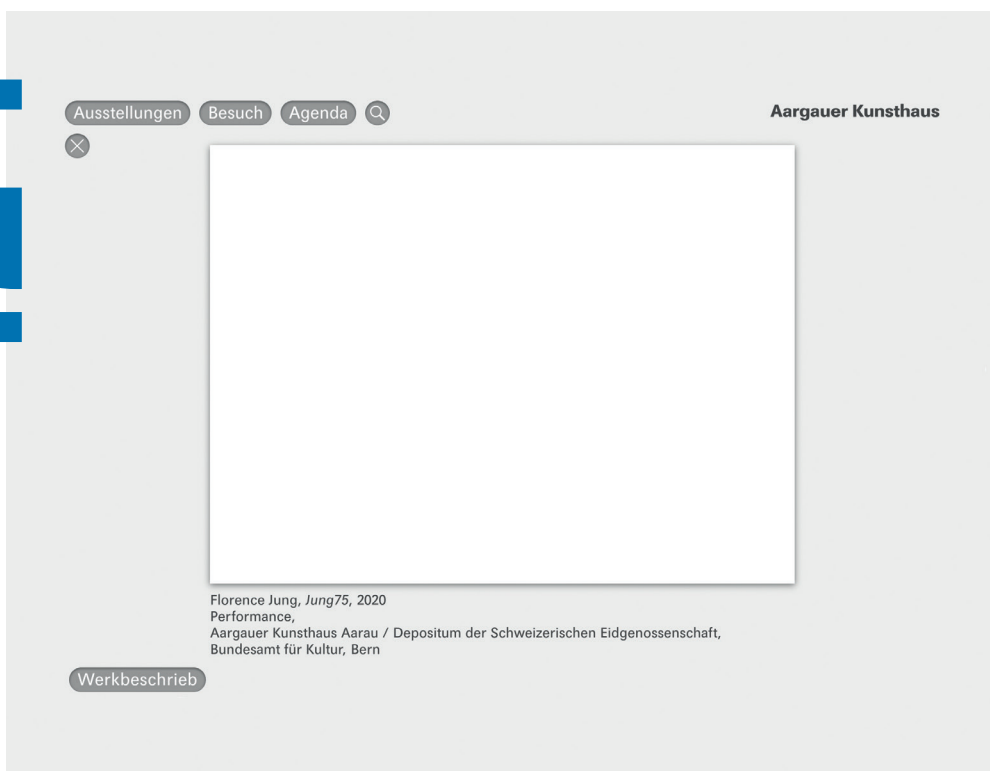 Ausstellungen Besuch Agenda Aargauer Kunsthaus
Florence Jung, Jung75, 2020
Performance,
Aargauer Kunsthaus Aarau / Depositum der Schweizerischen Eidgenossenschaft,
Bundesamt für Kultur, Bern
Werkbeschrieb